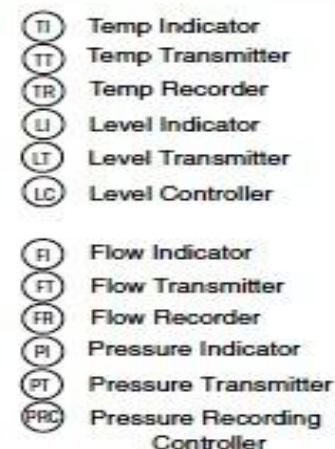 TI Temp Indicator
TT Temp Transmitter
TR Temp Recorder
LI Level Indicator
LT Level Transmitter
LC Level Controller
FI Flow Indicator
FT Flow Transmitter
FR Flow Recorder
PI Pressure Indicator
PT Pressure Transmitter
PRC Pressure Recording
Controller